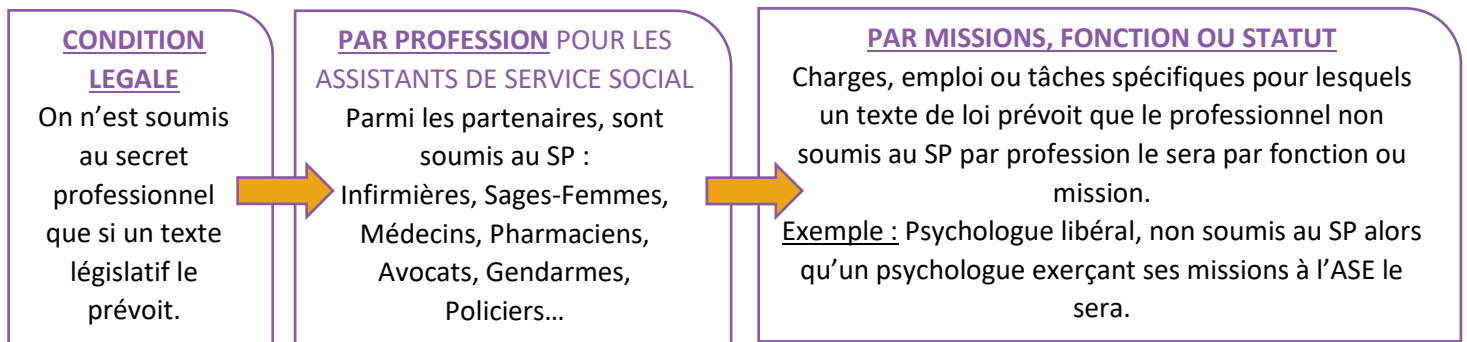 CONDITION
LEGALE
On n’est soumis
au secret
professionnel
que si un texte
législatif le
prévoit.
PAR PROFESSION POUR LES
ASSISTANTS DE SERVICE SOCIAL
Parmi les partenaires, sont
soumis au SP :
Infirmières, Sages-Femmes,
Médecins, Pharmaciens,
Avocats, Gendarmes,
Policiers…
PAR MISSIONS, FONCTION OU STATUT
Charges, emploi ou tâches spécifiques pour lesquels
un texte de loi prévoit que le professionnel non
soumis au SP par profession le sera par fonction ou
mission.
Exemple : Psychologue libéral, non soumis au SP alors
qu’un psychologue exerçant ses missions à l’ASE le
sera.